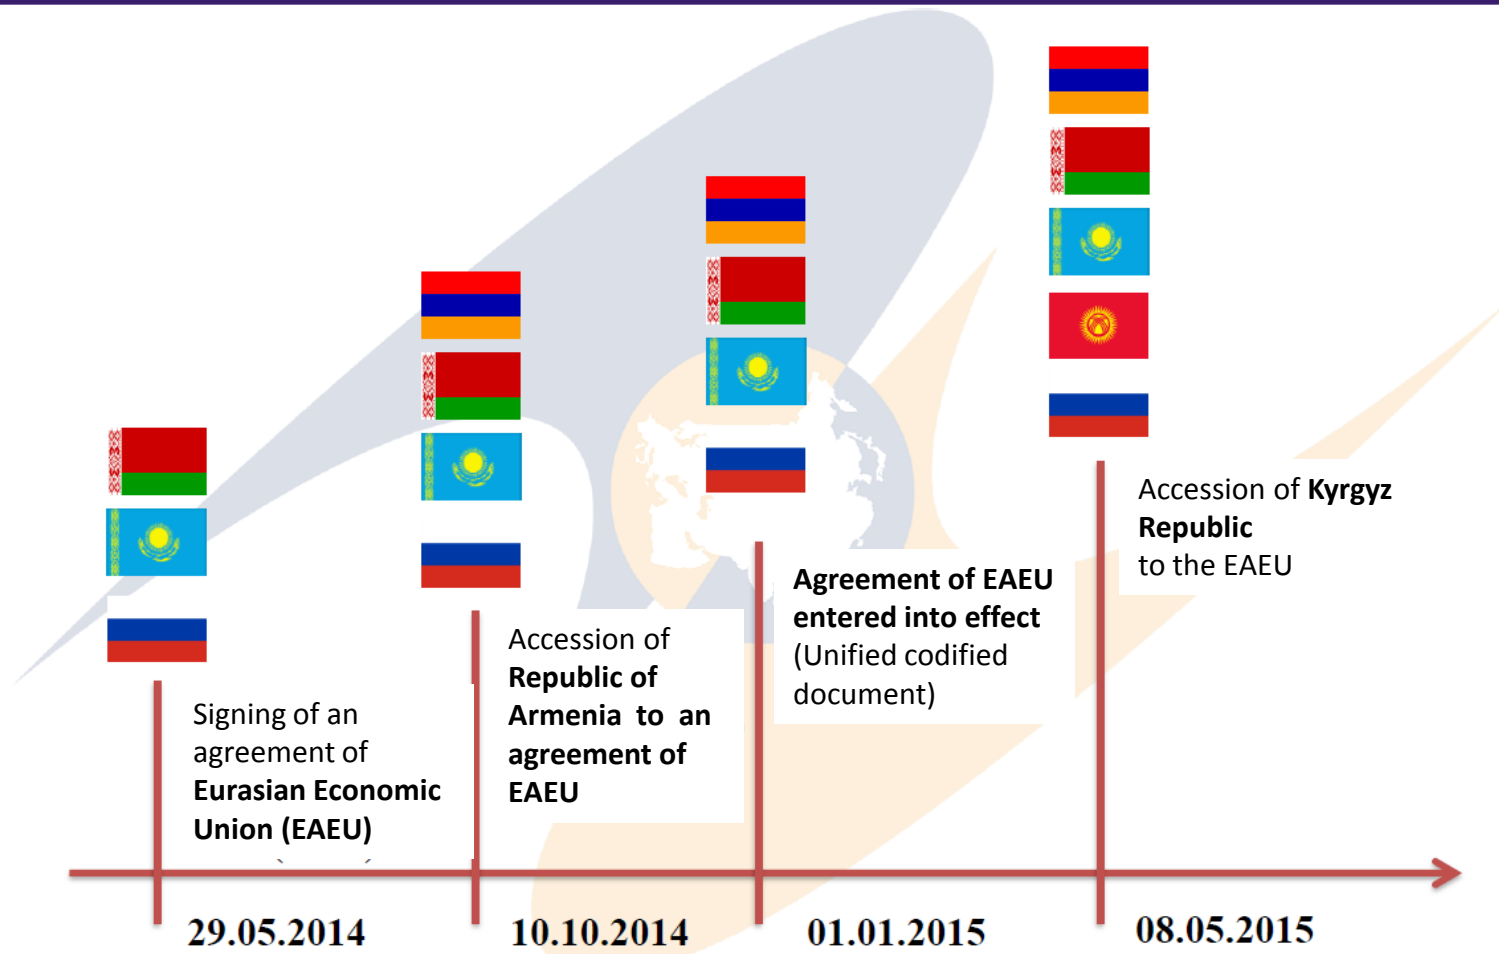 Signing of an
agreement of
Eurasian Economic
Union (EAEU)
29.05.2014
Accession of
Republic of
Armenia to an
agreement of
EAEU
10.10.2014
Agreement of EAEU
entered into effect
(Unified codified
document)
01.01.2015
Accession of Kyrgyz
Republic
to the EAEU
08.05.2015